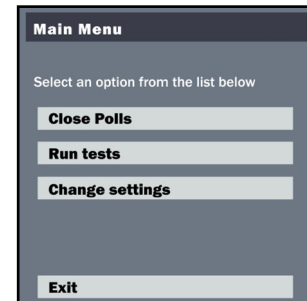 Main Menu
Select an option from the list below
Close Polls
Run tests
Change settings
Exit